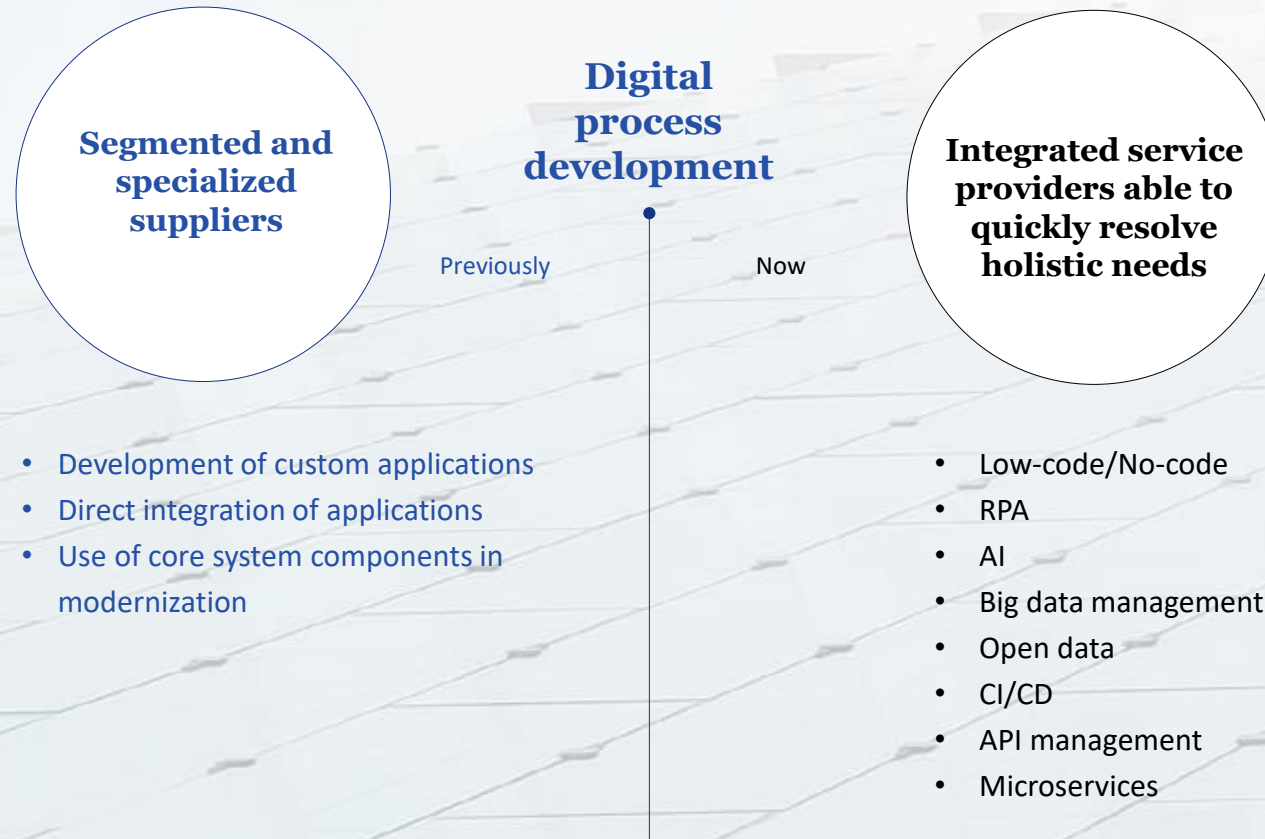 Segmented and
specialized
suppliers
Digital
process
development
Integrated service
providers able to
quickly resolve
holistic needs
Previously
Now
• Development of custom applications
• Direct integration of applications
• Use of core system components in
modernization
• Low-code/No-code
• RPA
• AI
• Big data management
• Open data
• CI/CD
• API management
• Microservices